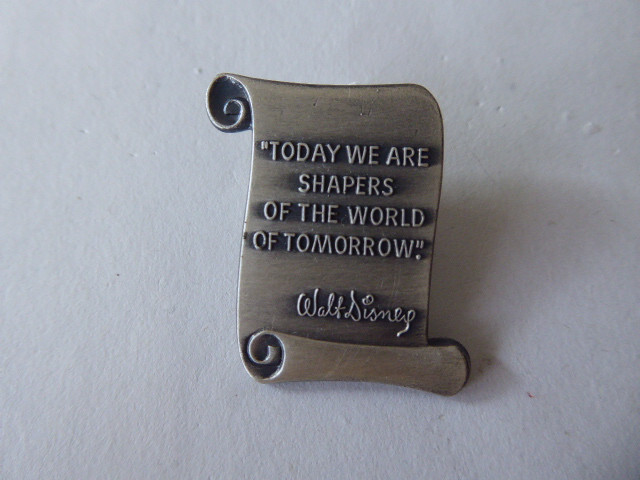 "TODAY WE ARE
SHAPERS
OF THE WORLD
OF TOMORROW."
Walt Disney